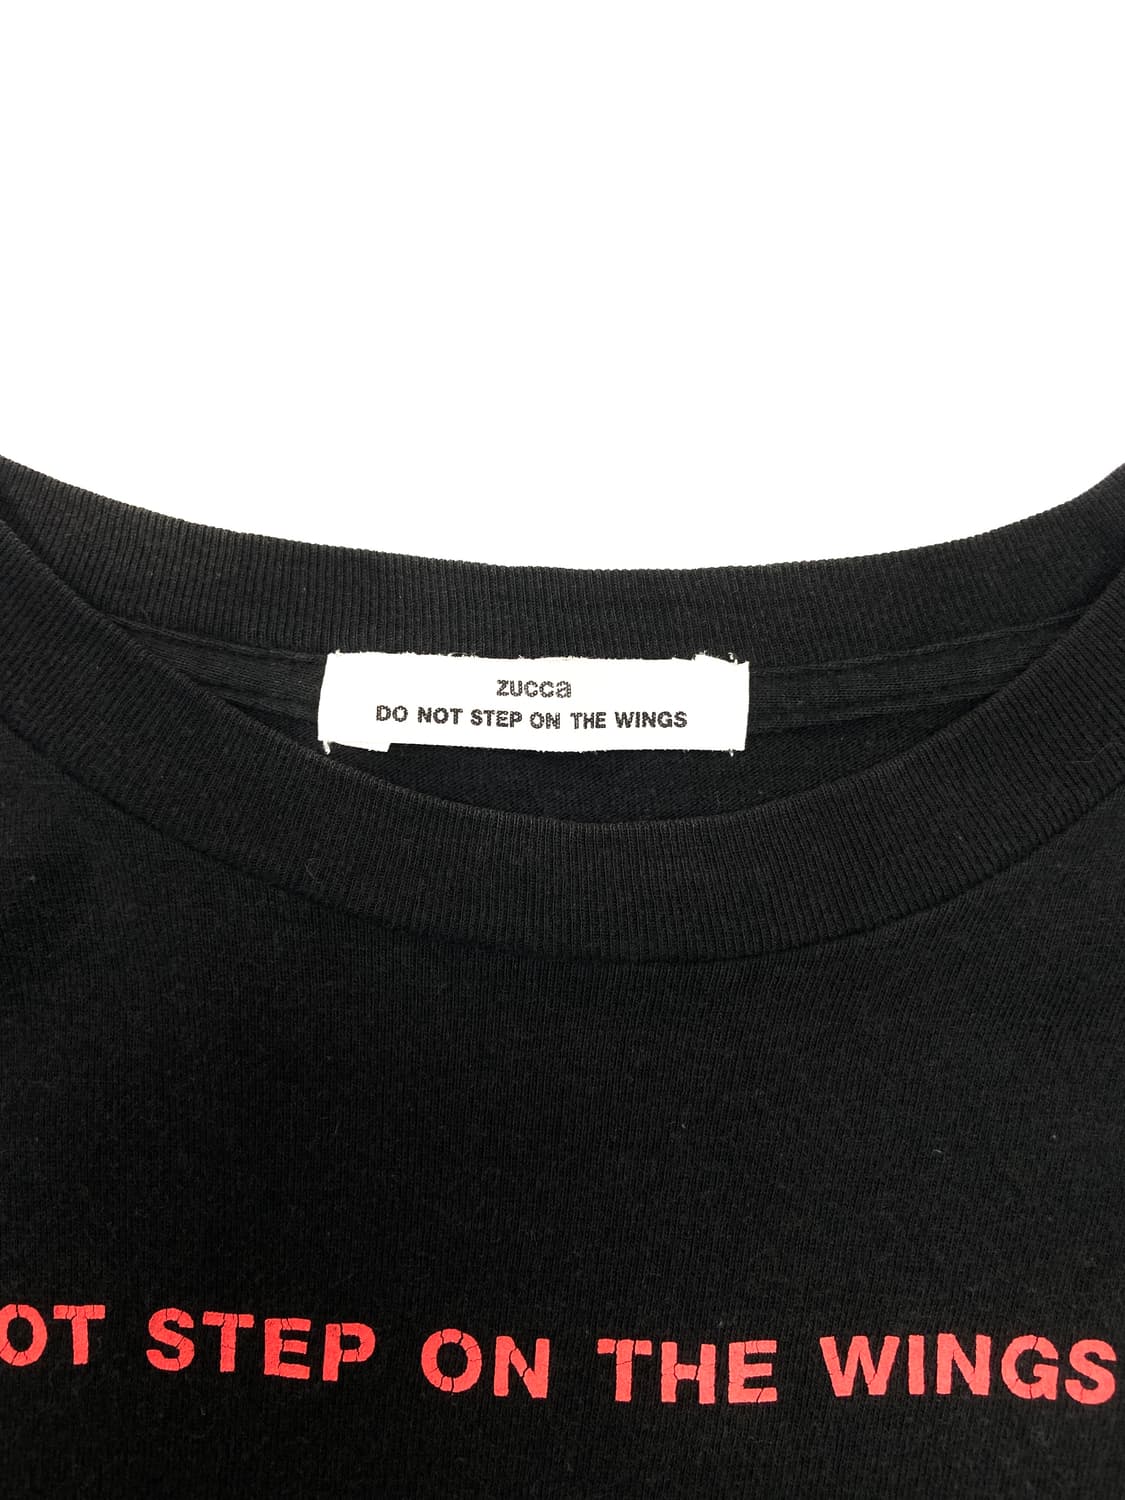 zucca
DO NOT STEP ON THE WINGS
OT STEP ON THE WINGS